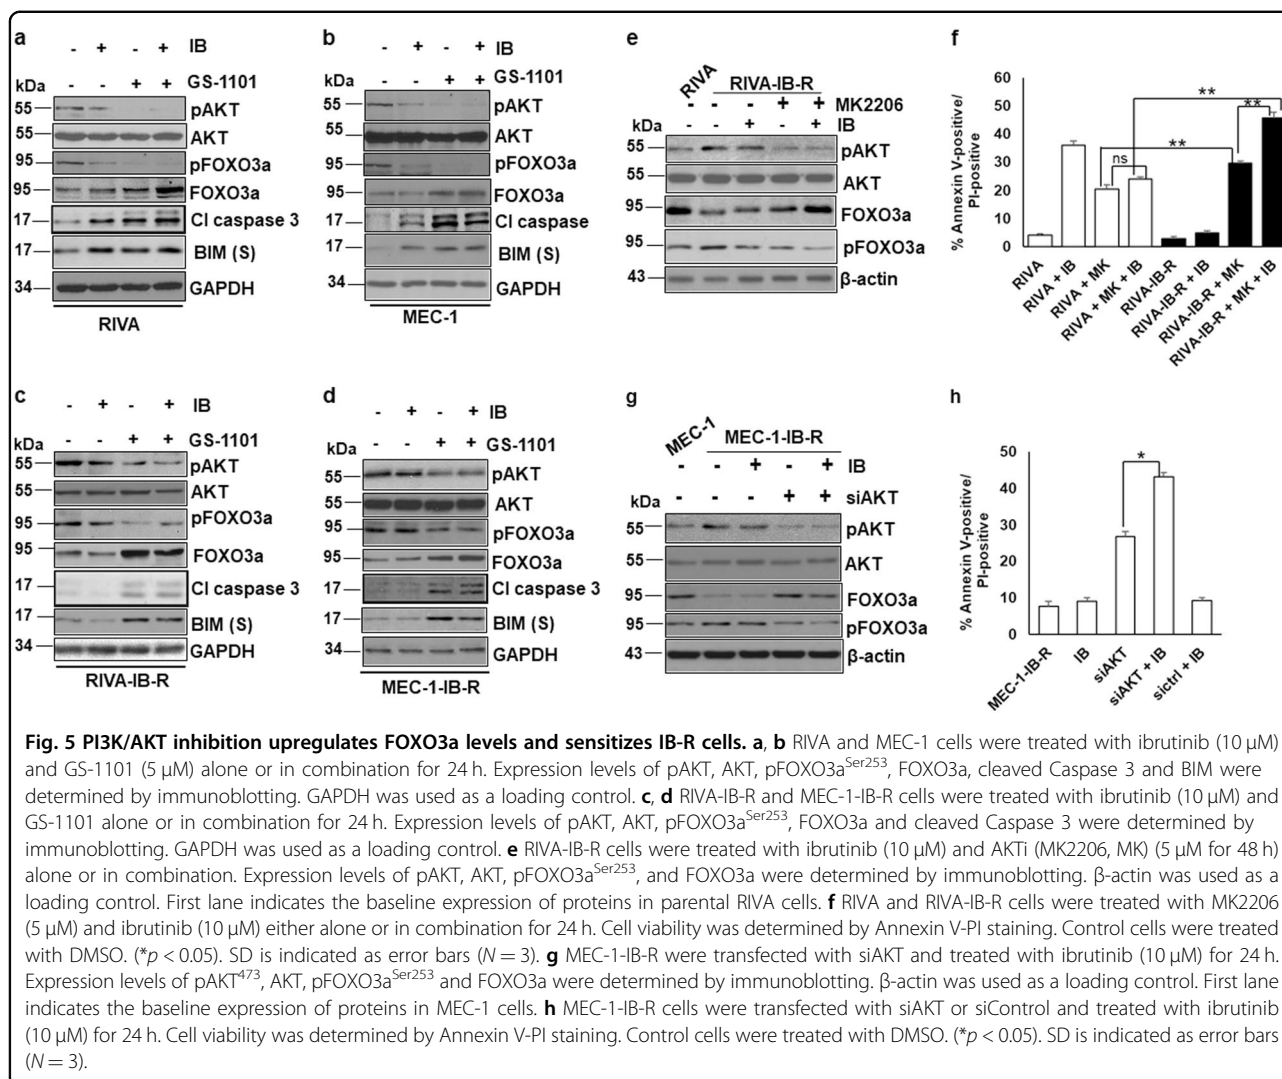 a
- + - + IB
kDa - - + + GS-1101
55 pAKT
55 AKT
95 pFOXO3a
95 FOXO3a
17 Cl caspase 3
17 BIM (S)
34 GAPDH
RIVA
b
- + - + IB
kDa - - + + GS-1101
55 pAKT
55 AKT
95 pFOXO3a
95 FOXO3a
17 Cl caspase
17 BIM (S)
34 GAPDH
MEC-1
e
RIVA RIVA-IB-R
- - - + + MK2206
kDa - - + - + IB
55 pAKT
55 AKT
95 FOXO3a
95 pFOXO3a
43 β-actin
f
% Annexin V-positive/
PI-positive
60
50
40
30
20
10
0
ns
**
**
**
RIVA
RIVA + IB
RIVA + MK
RIVA + MK + IB
RIVA-IB-R
RIVA-IB-R + IB
RIVA-IB-R + MK
RIVA-IB-R + MK + IB
c
- + - + IB
kDa - - + + GS-1101
55 pAKT
55 AKT
95 pFOXO3a
95 FOXO3a
17 Cl caspase 3
17 BIM (S)
34 GAPDH
RIVA-IB-R
d
- + - + IB
kDa - - + + GS-1101
55 pAKT
55 AKT
95 pFOXO3a
95 FOXO3a
17 Cl caspase 3
17 BIM (S)
34 GAPDH
MEC-1-IB-R
g
MEC-1 MEC-1-IB-R
- - + - + IB
kDa - - - + + siAKT
55 pAKT
55 AKT
95 FOXO3a
95 pFOXO3a
43 β-actin
h
% Annexin V-positive/
PI-positive
50
40
30
20
10
0
*
MEC-1-IB-R
IB
siAKT
siAKT + IB
sictrl + IB
Fig. 5 PI3K/AKT inhibition upregulates FOXO3a levels and sensitizes IB-R cells. a, b RIVA and MEC-1 cells were treated with ibrutinib (10 μM)
and GS-1101 (5 μM) alone or in combination for 24 h. Expression levels of pAKT, AKT, pFOXO3aSer253, FOXO3a, cleaved Caspase 3 and BIM were
determined by immunoblotting. GAPDH was used as a loading control. c, d RIVA-IB-R and MEC-1-IB-R cells were treated with ibrutinib (10 μM) and
GS-1101 alone or in combination for 24 h. Expression levels of pAKT, AKT, pFOXO3aSer253, FOXO3a and cleaved Caspase 3 were determined by
immunoblotting. GAPDH was used as a loading control. e RIVA-IB-R cells were treated with ibrutinib (10 μM) and AKTi (MK2206, MK) (5 μM for 48 h)
alone or in combination. Expression levels of pAKT, AKT, pFOXO3aSer253, and FOXO3a were determined by immunoblotting. β-actin was used as a
loading control. First lane indicates the baseline expression of proteins in parental RIVA cells. f RIVA and RIVA-IB-R cells were treated with MK2206
(5 μM) and ibrutinib (10 μM) either alone or in combination for 24 h. Cell viability was determined by Annexin V-PI staining. Control cells were treated
with DMSO. (*p < 0.05). SD is indicated as error bars (N = 3). g MEC-1-IB-R were transfected with siAKT and treated with ibrutinib (10 μM) for 24 h.
Expression levels of pAKT473, AKT, pFOXO3aSer253 and FOXO3a were determined by immunoblotting. β-actin was used as a loading control. First lane
indicates the baseline expression of proteins in MEC-1 cells. h MEC-1-IB-R cells were transfected with siAKT or siControl and treated with ibrutinib
(10 μM) for 24 h. Cell viability was determined by Annexin V-PI staining. Control cells were treated with DMSO. (*p < 0.05). SD is indicated as error bars
(N = 3).